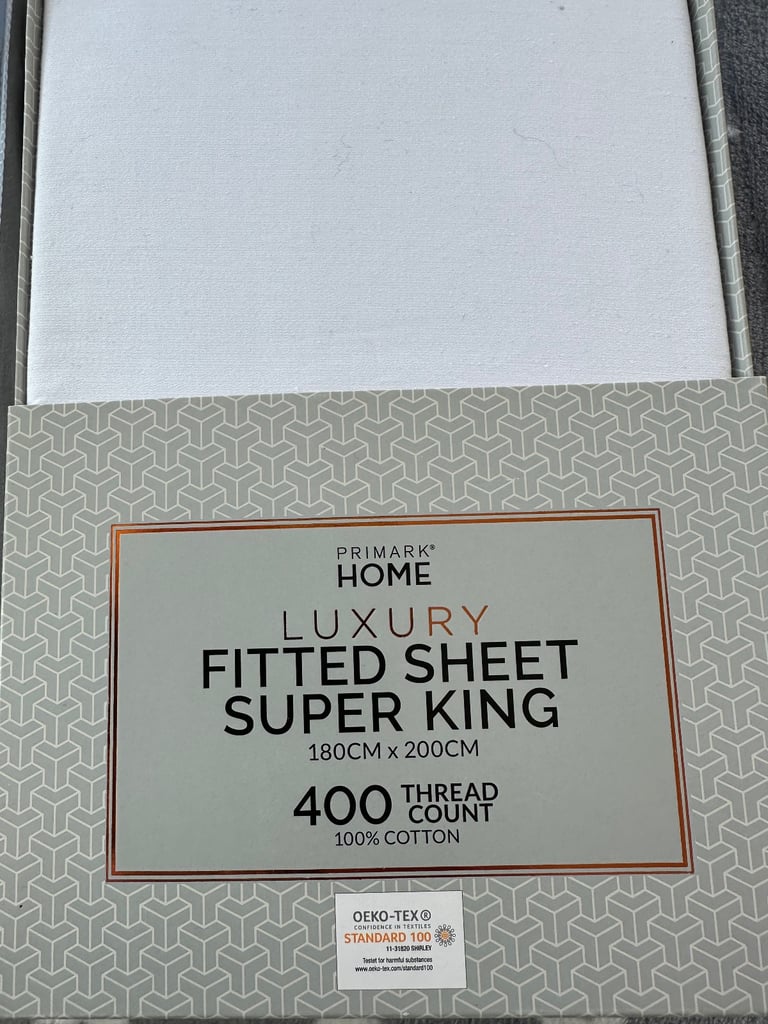 PRIMARK®
HOME
LUXURY
FITTED SHEET
SUPER KING
180CM x 200CM
400 THREAD COUNT
100% COTTON
OEKO-TEX®
CONFIDENCE IN TEXTILES
STANDARD 100
11-31820 SHIRLEY
Tested for harmful substances
www.oeko-tex.com/standard100